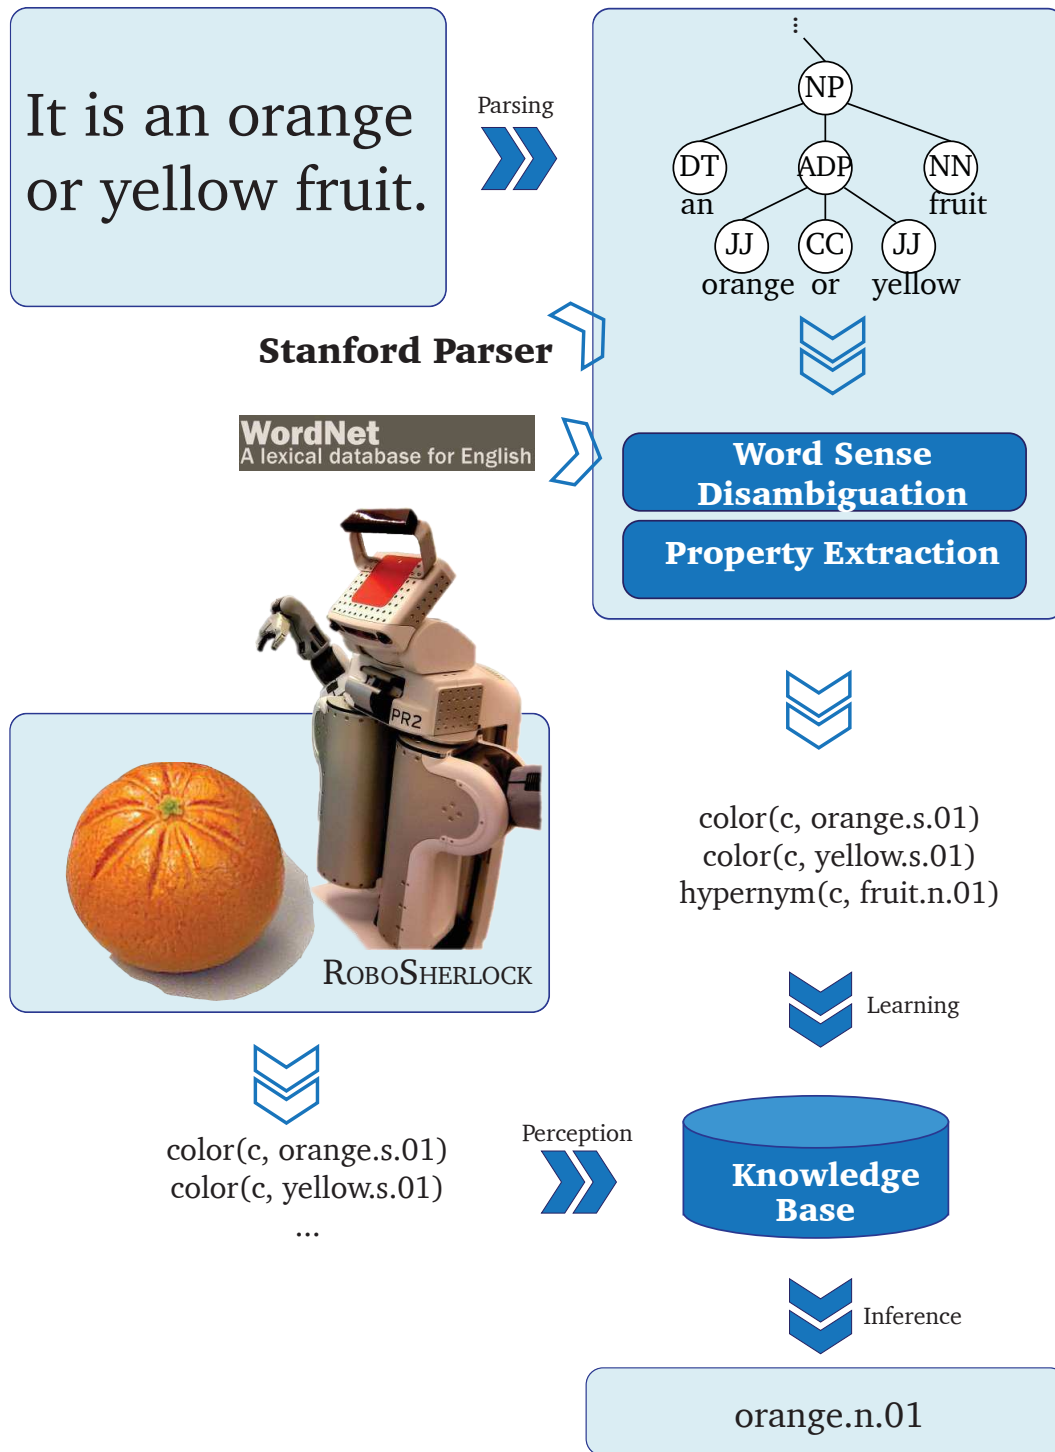 It is an orange
or yellow fruit.
Parsing
⋮
NP
DT ADP NN
an fruit
JJ CC JJ
orange or yellow
Stanford Parser
WordNet
A lexical database for English
Word Sense
Disambiguation
Property Extraction
PR2
ROBOSHERLOCK
color(c, orange.s.01)
color(c, yellow.s.01)
hypernym(c, fruit.n.01)
Learning
color(c, orange.s.01)
color(c, yellow.s.01)
...
Perception
Knowledge
Base
Inference
orange.n.01